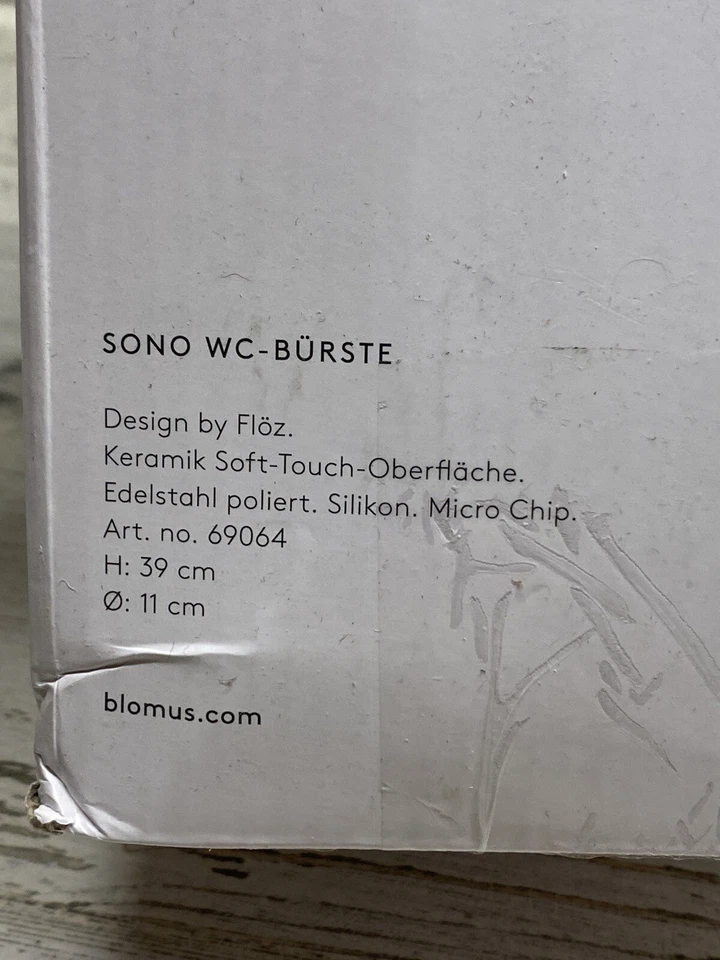 SONO WC-BÜRSTE
Design by Flöz.
Keramik Soft-Touch-Oberfläche.
Edelstahl poliert. Silikon. Micro Chip.
Art. no. 69064
H: 39 cm
Ø: 11 cm
blomus.com